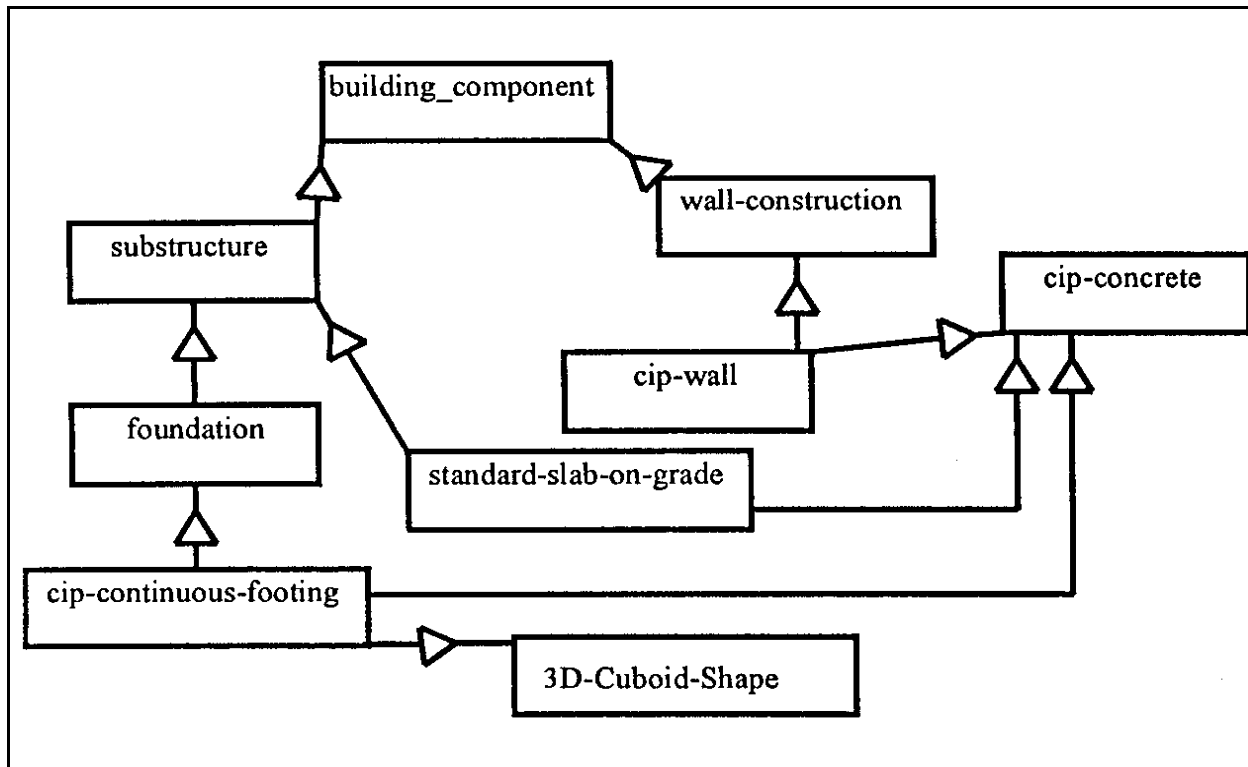 building_component
wall-construction
substructure
cip-concrete
cip-wall
foundation
standard-slab-on-grade
cip-continuous-footing
3D-Cuboid-Shape